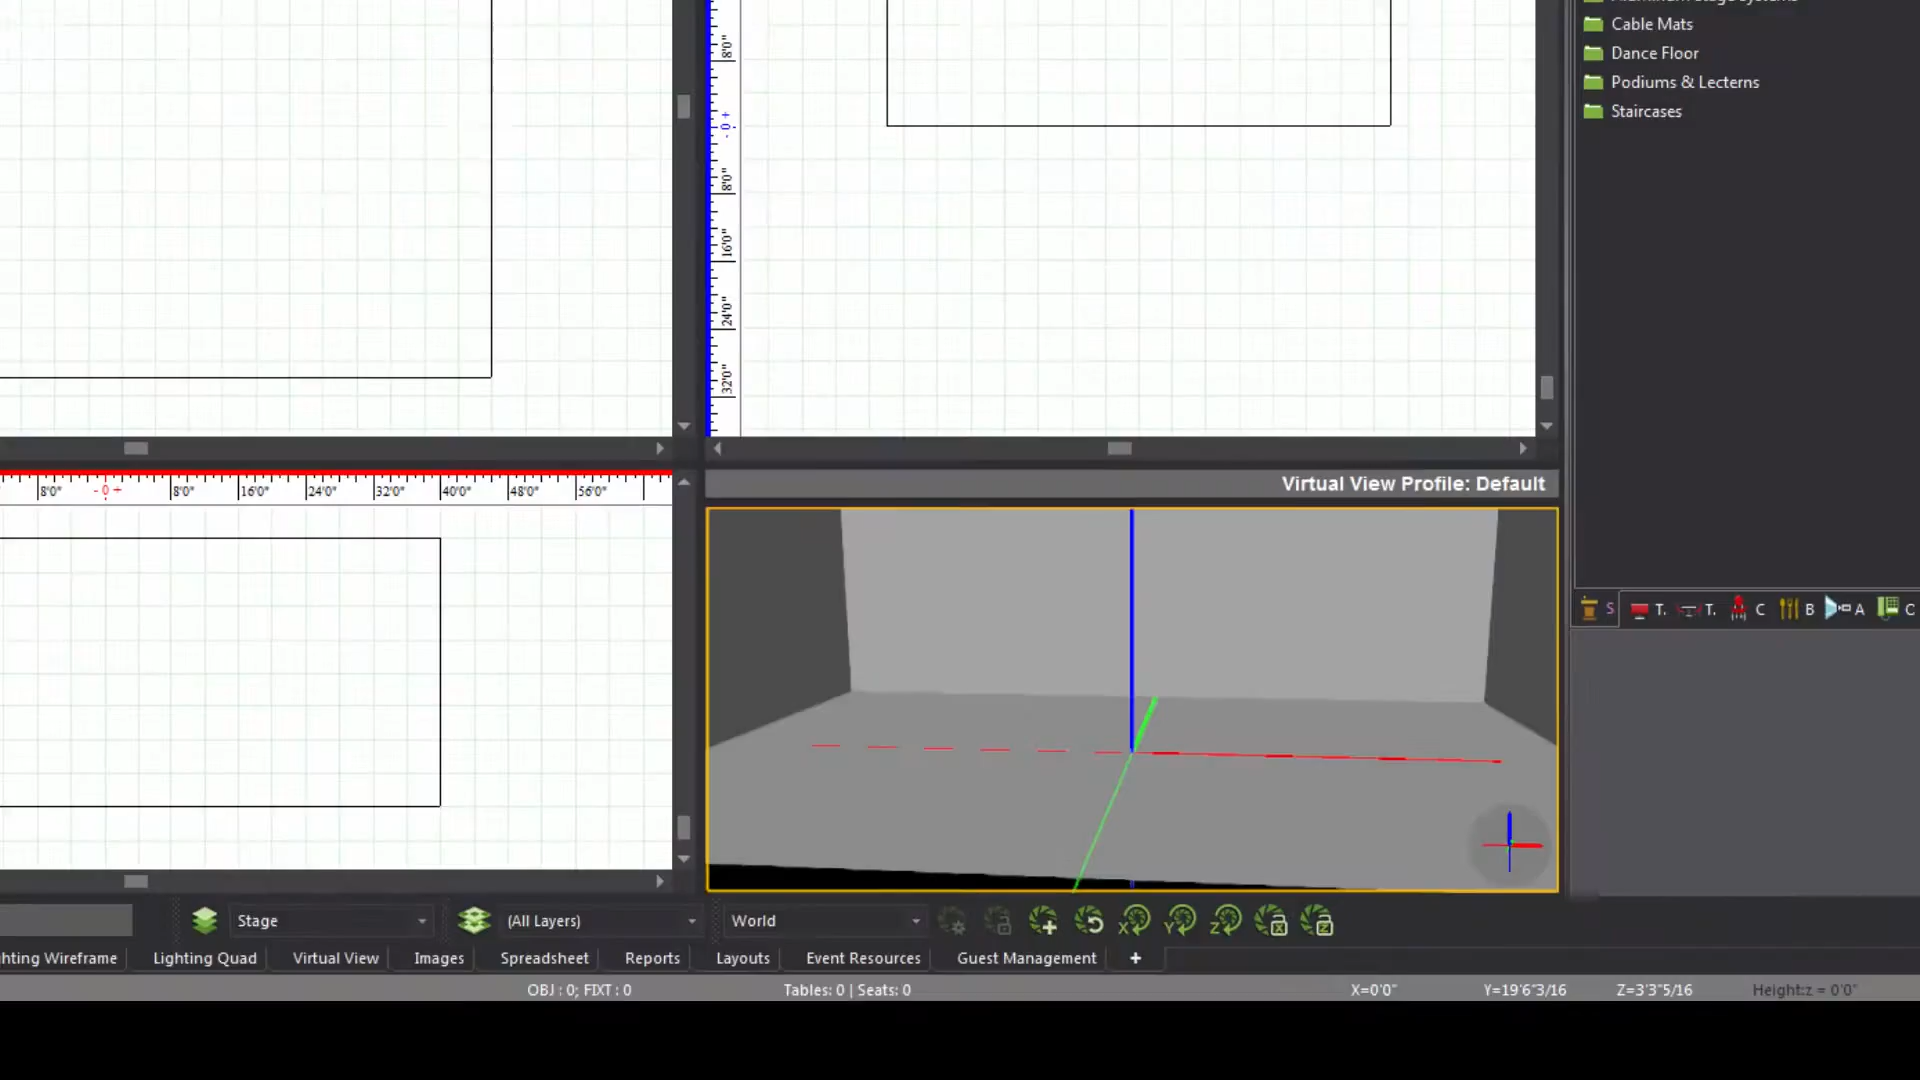 Cable Mats
Dance Floor
Podiums & Lecterns
Staircases
8'0"
- 0 +
8'0"
16'0"
24'0"
32'0"
8'0" - 0 + 8'0" 16'0" 24'0" 32'0" 40'0" 48'0" 56'0"
Virtual View Profile: Default
S T. T. C B A C
Stage (All Layers) World X Y Z X Z
hting Wireframe Lighting Quad Virtual View Images Spreadsheet Reports Layouts Event Resources Guest Management +
OBJ : 0; FIXT : 0 Tables: 0 | Seats: 0 X=0'0" Y=19'6"3/16 Z=3'3"5/16 Height:z = 0'0"